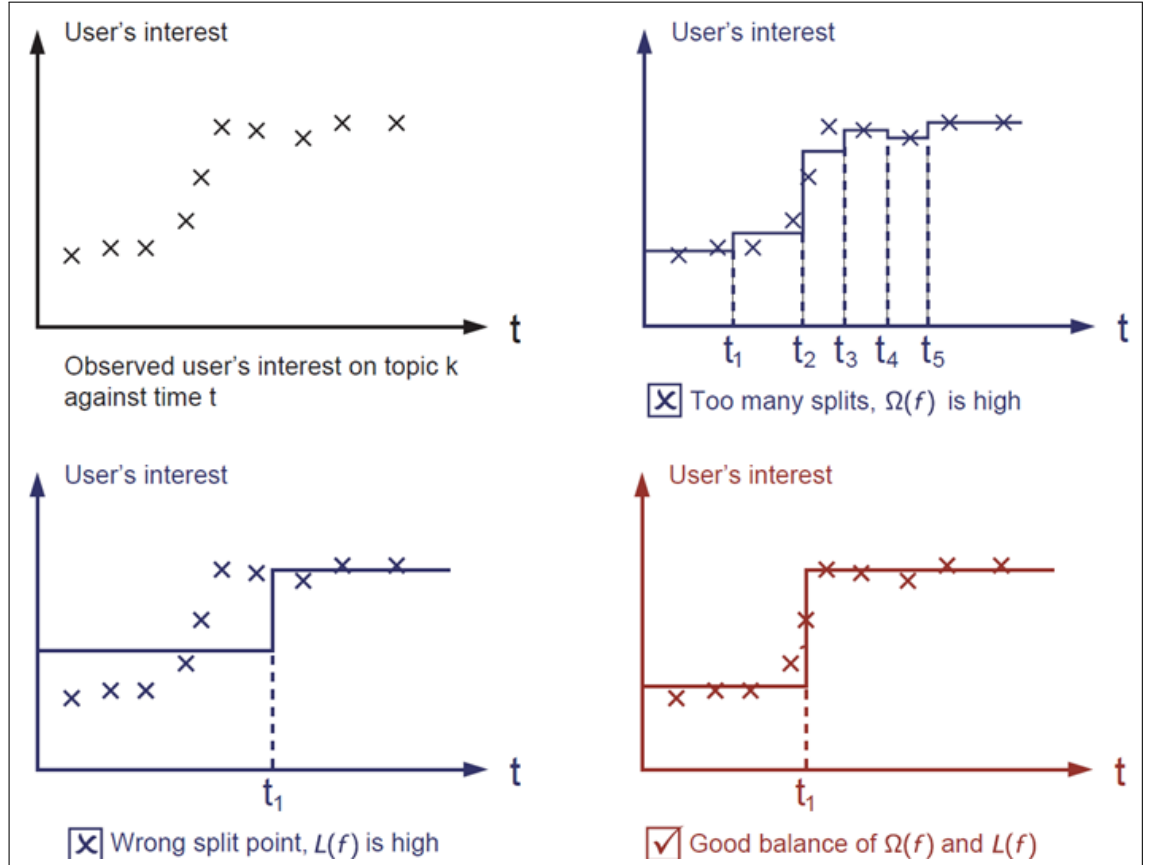 User's interest
t
Observed user's interest on topic k
against time t
User's interest
t
t₁ t₂ t₃ t₄ t₅
Too many splits, Ω(f) is high
User's interest
t
t₁
Wrong split point, L(f) is high
User's interest
t
t₁
Good balance of Ω(f) and L(f)